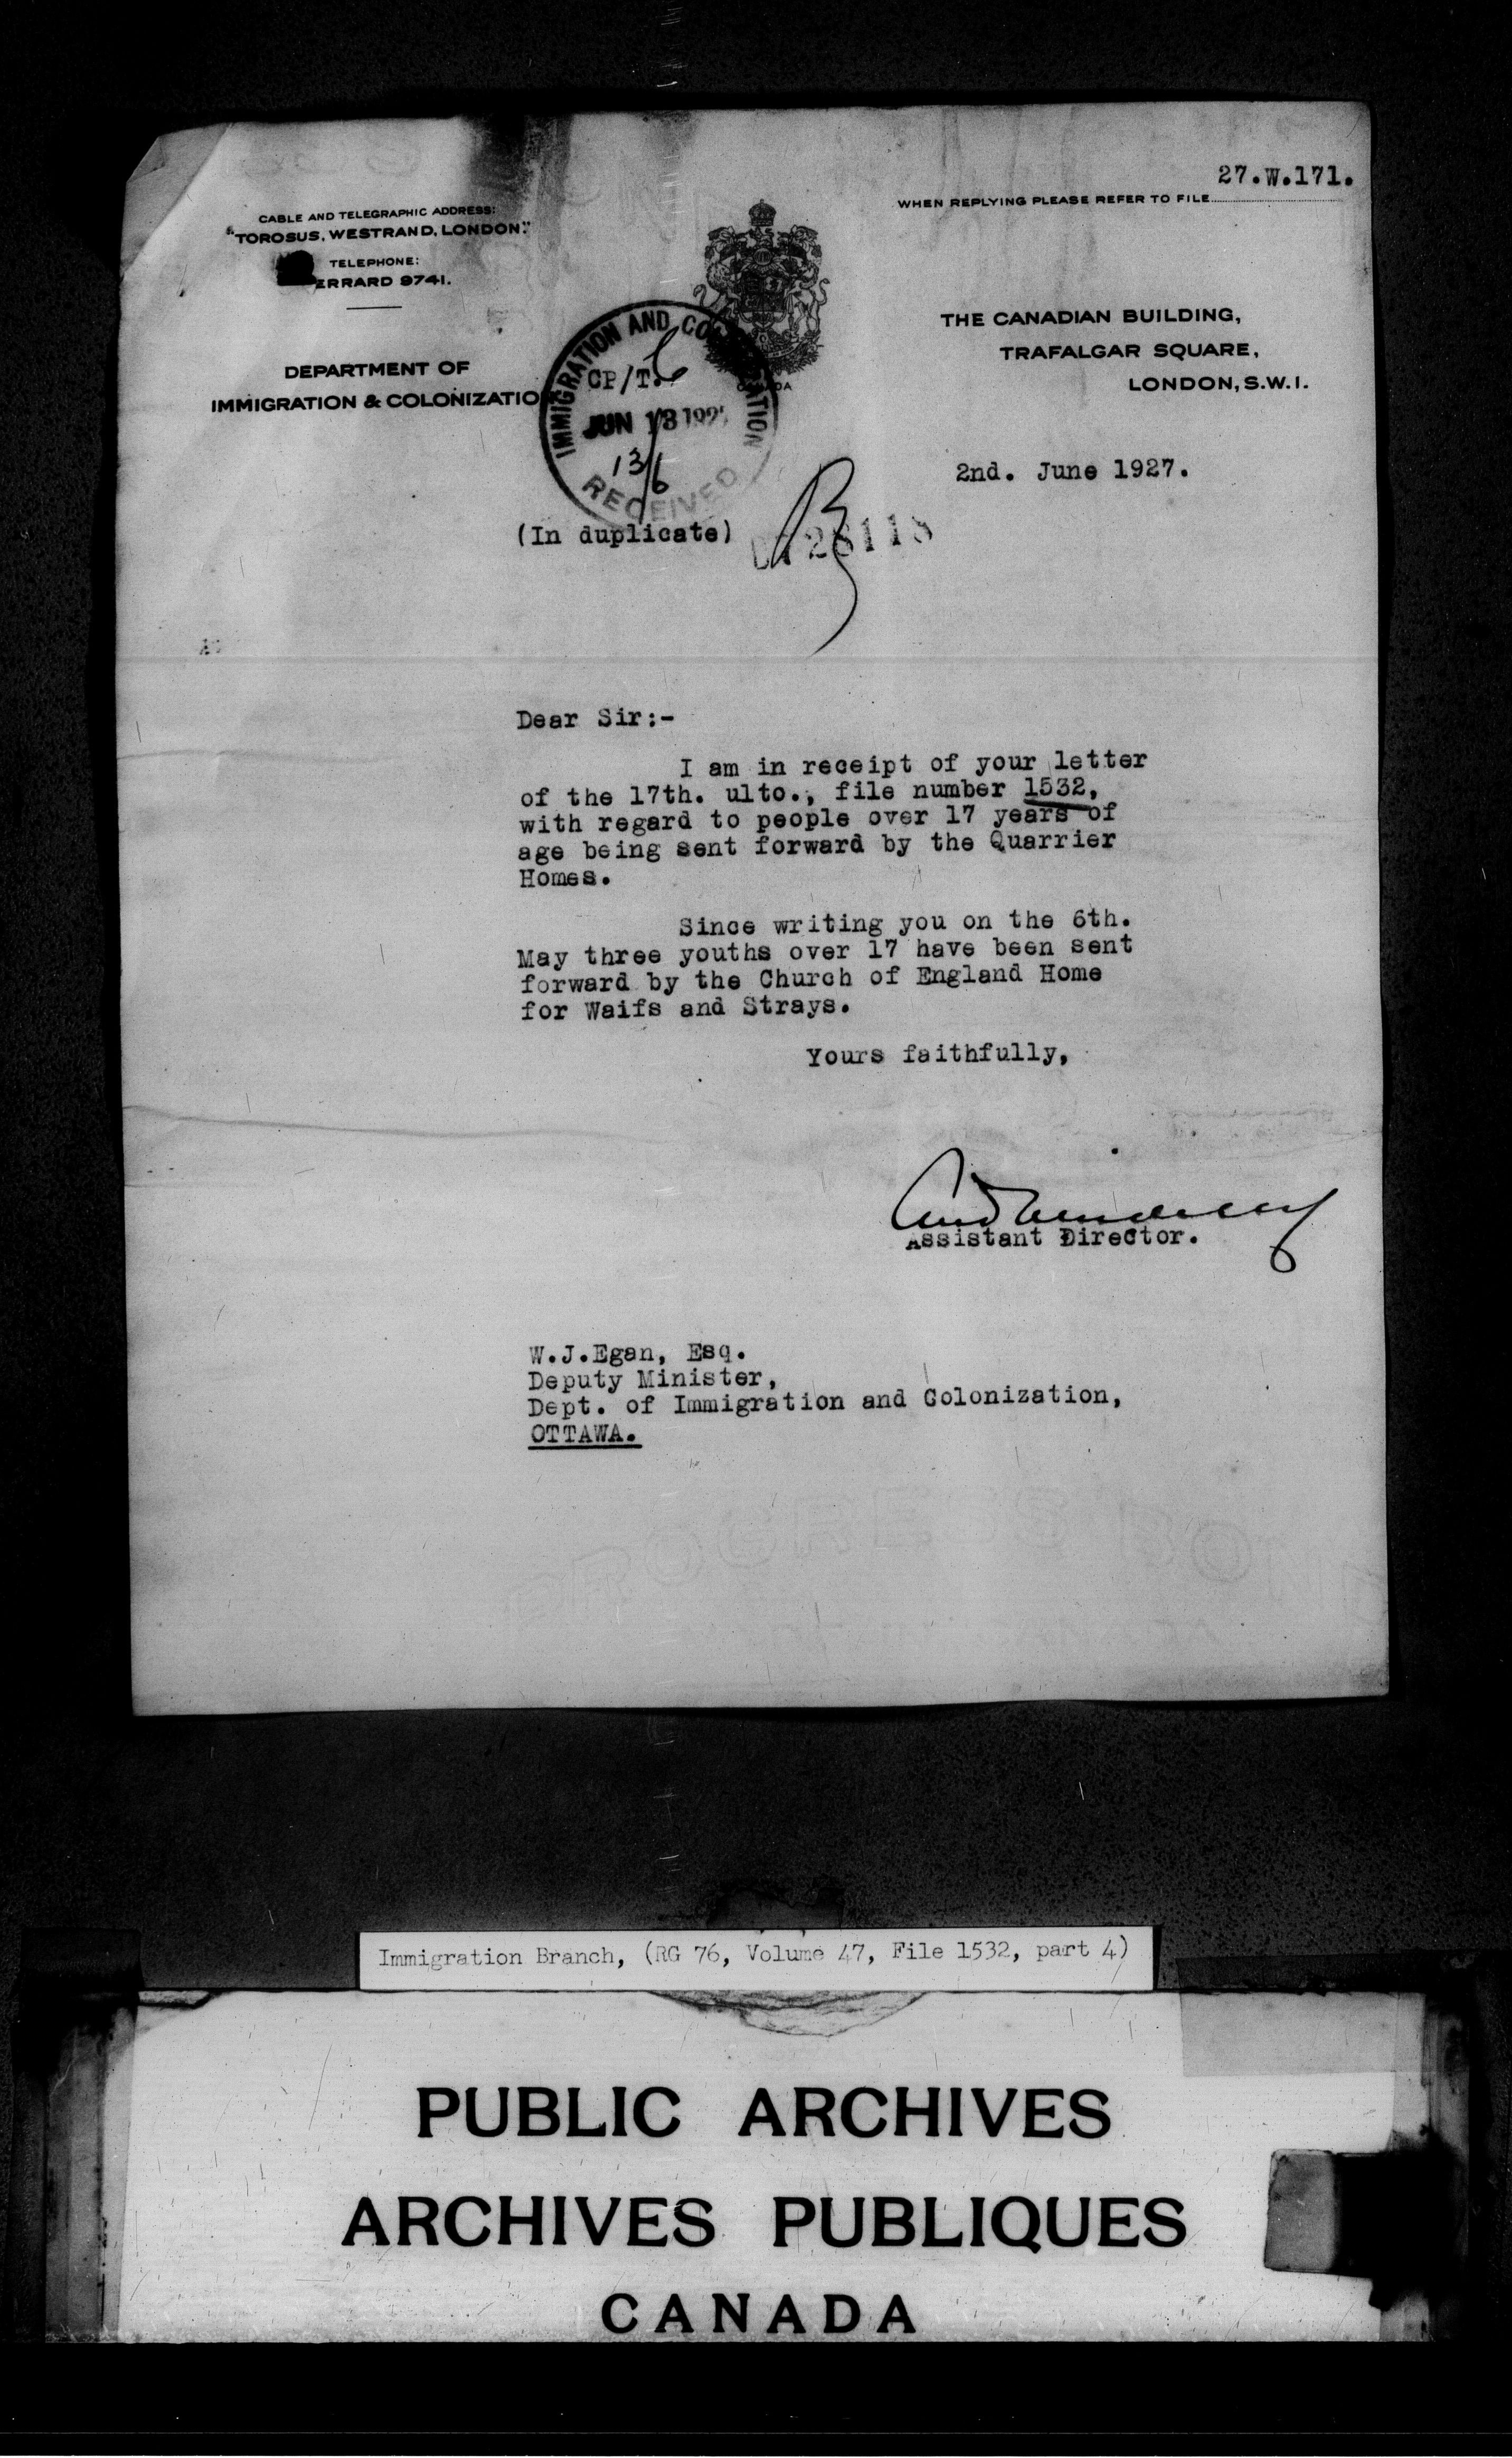 27.W.171.
WHEN REPLYING PLEASE REFER TO FILE
CABLE AND TELEGRAPHIC ADDRESS:
"TOROSUS, WESTRAND, LONDON."
TELEPHONE:
ERRARD 9741.
DEPARTMENT OF
IMMIGRATION & COLONIZATIO
THE CANADIAN BUILDING,
TRAFALGAR SQUARE,
LONDON, S.W.1.
IMMIGRATION AND
CP/T.
JUN 13 192
13/6
RECEIVED
2nd. June 1927.
(In duplicate)
Dear Sir:-
I am in receipt of your letter
of the 17th. ulto., file number 1532,
with regard to people over 17 years of
age being sent forward by the Quarrier
Homes.
Since writing you on the 6th.
May three youths over 17 have been sent
forward by the Church of England Home
for Waifs and Strays.
Yours faithfully,
Assistant Director.
W.J.Egan, Esq.
Deputy Minister,
Dept. of Immigration and Colonization,
OTTAWA.
Immigration Branch, (RG 76, Volume 47, File 1532, part 4)
PUBLIC ARCHIVES
ARCHIVES PUBLIQUES
CANADA